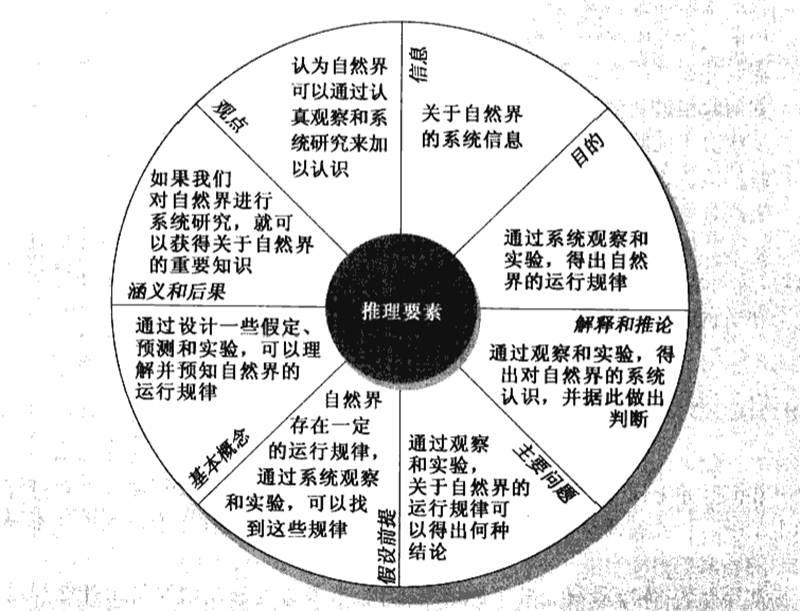 观点
认为自然界
可以通过认
真观察和系
统研究来加
以认识
信息
关于自然界
的系统信息
目的
通过系统观察和
实验，得出自然
界的运行规律
解释和推论
通过观察和实验，得
出对自然界的系统
认识，并据此做出
判断
主要问题
通过观察
和实验，
关于自然界的
运行规律可
以得出何种
结论
假设前提
自然界
存在一定
的运行规律，
通过系统观察
和实验，可以找
到这些规律
基本概念
通过设计一些假定、
预测和实验，可以理
解并预知自然界的
运行规律
涵义和后果
如果我们
对自然界进行
系统研究，就可
以获得关于自然界
的重要知识
推理要素